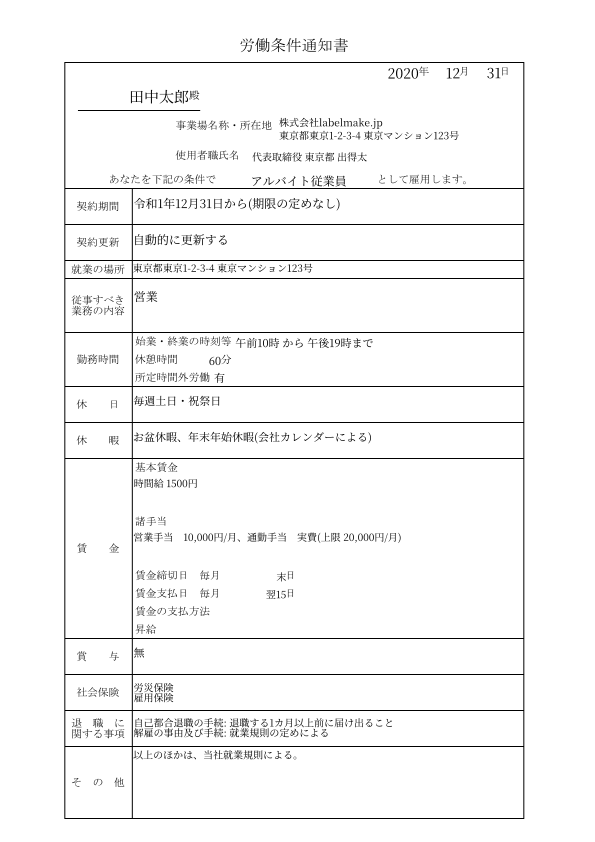 労働条件通知書
2020年 12月 31日
田中太郎殿
事業場名称・所在地 株式会社labelmake.jp
東京都東京1-2-3-4 東京マンション123号
使用者職氏名 代表取締役 東京都 出得太
あなたを下記の条件で アルバイト従業員 として雇用します。
契約期間 令和1年12月31日から(期限の定めなし)
契約更新 自動的に更新する
就業の場所 東京都東京1-2-3-4 東京マンション123号
従事すべき
業務の内容 営業
始業・終業の時刻等 午前10時 から 午後19時まで
勤務時間 休憩時間 60分
所定時間外労働 有
休 日 毎週土日・祝祭日
休 暇 お盆休暇、年末年始休暇(会社カレンダーによる)
基本賃金
時間給 1500円
諸手当
営業手当 10,000円/月、通勤手当 実費(上限 20,000円/月)
賃 金
賃金締切日 毎月 末日
賃金支払日 毎月 翌15日
賃金の支払方法
昇給
賞 与 無
社会保険 労災保険
雇用保険
退 職 に 自己都合退職の手続: 退職する1カ月以上前に届け出ること
関する事項 解雇の事由及び手続: 就業規則の定めによる
以上のほかは、当社就業規則による。
そ の 他